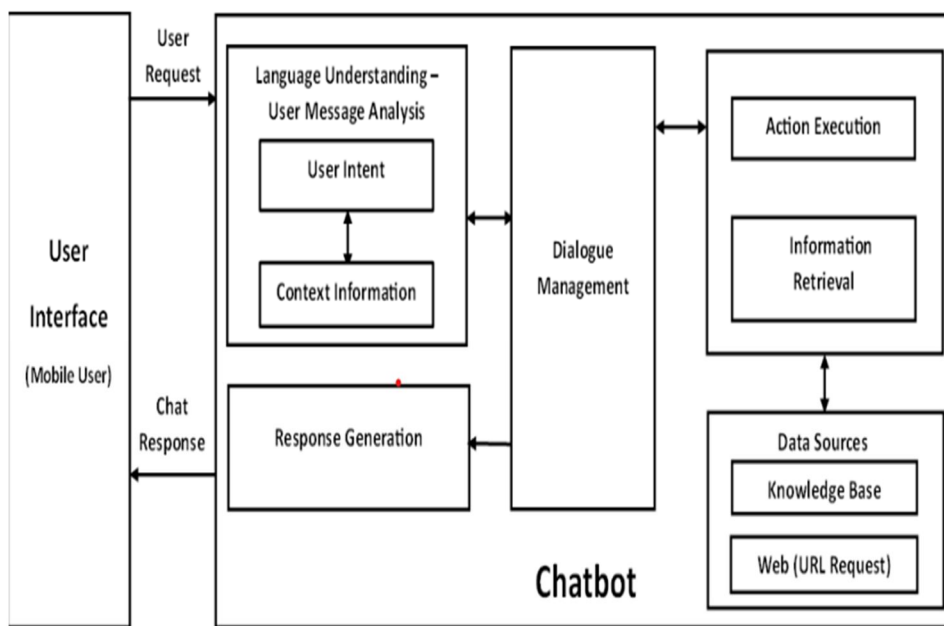 User
Interface
(Mobile User)
User
Request
Chat
Response
Language Understanding –
User Message Analysis
User Intent
Context Information
Response Generation
Dialogue
Management
Action Execution
Information
Retrieval
Data Sources
Knowledge Base
Web (URL Request)
Chatbot